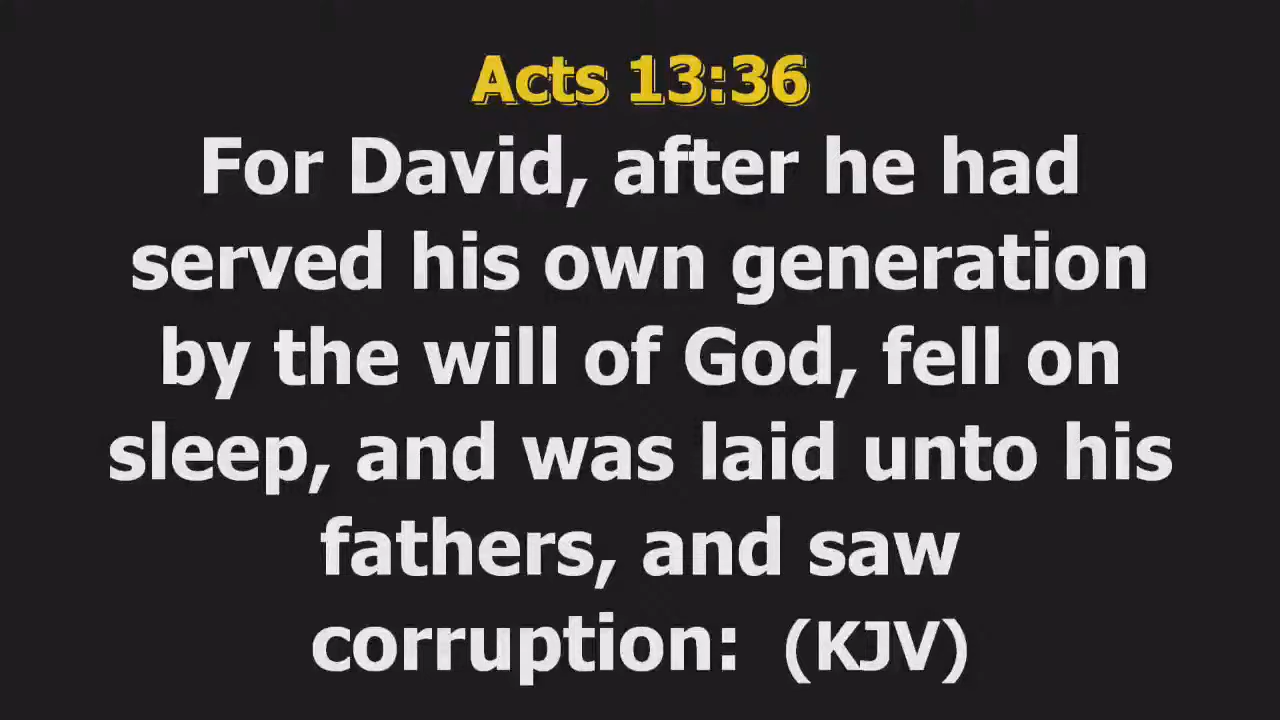 Acts 13:36
For David, after he had
served his own generation
by the will of God, fell on
sleep, and was laid unto his
fathers, and saw
corruption:  (KJV)